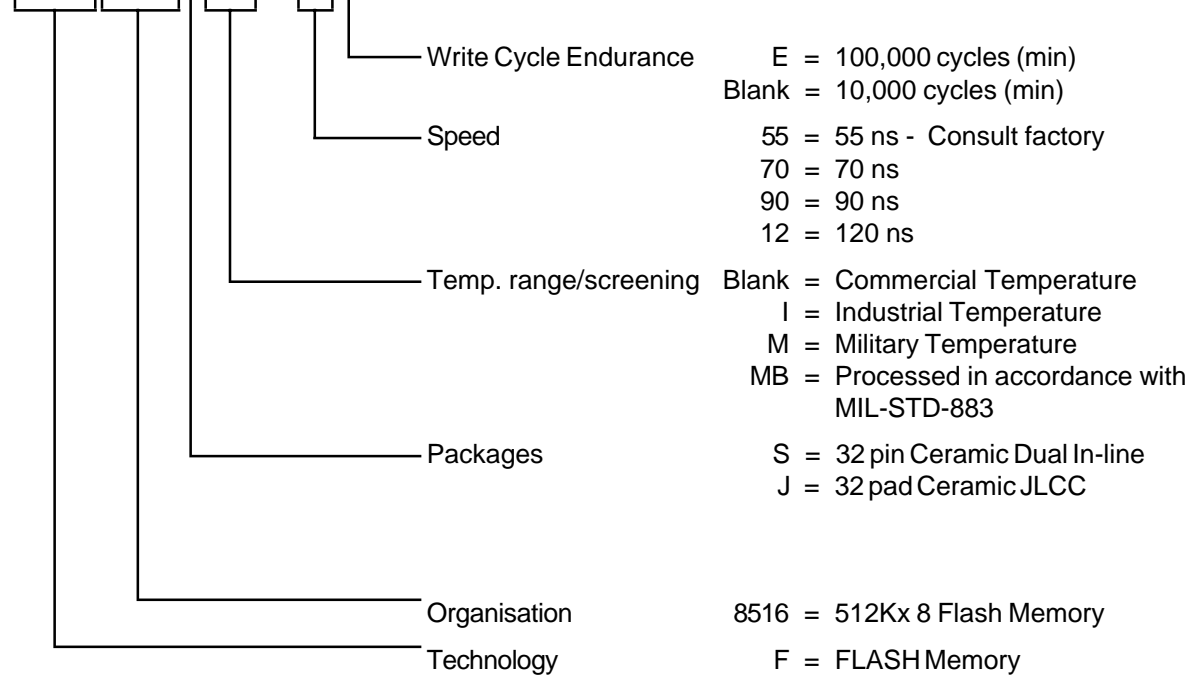 Write Cycle Endurance E = 100,000 cycles (min)
Blank = 10,000 cycles (min)
Speed 55 = 55 ns - Consult factory
70 = 70 ns
90 = 90 ns
12 = 120 ns
Temp. range/screening Blank = Commercial Temperature
I = Industrial Temperature
M = Military Temperature
MB = Processed in accordance with
MIL-STD-883
Packages S = 32 pin Ceramic Dual In-line
J = 32 pad Ceramic JLCC
Organisation 8516 = 512Kx 8 Flash Memory
Technology F = FLASH Memory